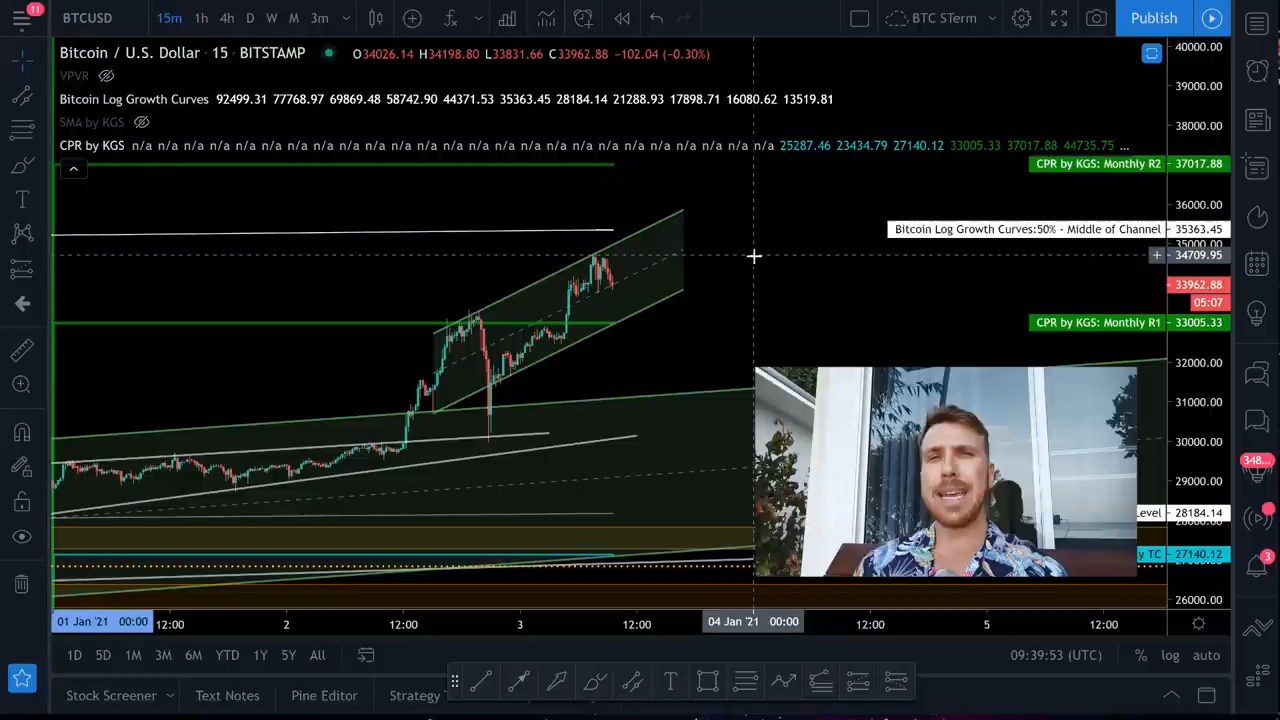 11
BTCUSD 15m 1h 4h D W M 3m BTC STerm Publish
Bitcoin / U.S. Dollar · 15 · BITSTAMP O34026.14 H34198.80 L33831.66 C33962.88 −102.04 (−0.30%)
VPVR
Bitcoin Log Growth Curves 92499.31 77768.97 69869.48 58742.90 44371.53 35363.45 28184.14 21288.93 17898.71 16080.62 13519.81
SMA by KGS
CPR by KGS n/a n/a n/a n/a n/a n/a n/a n/a n/a n/a n/a n/a n/a n/a n/a n/a n/a n/a n/a n/a n/a n/a n/a n/a n/a 25287.46 23434.79 27140.12 33005.33 37017.88 44735.75 ...
40000.00
39000.00
38000.00
CPR by KGS: Monthly R2 37017.88
36000.00
Bitcoin Log Growth Curves:50% - Middle of Channel 35363.45
35000.00
34709.95
33962.88
05:07
CPR by KGS: Monthly R1 33005.33
32000.00
31000.00
30000.00
29000.00
Level 28184.14
y TC 27140.12
26000.00
348...
3
01 Jan '21 00:00 12:00 2 12:00 3 12:00 04 Jan '21 00:00 12:00 5 12:00
1D 5D 1M 3M 6M YTD 1Y 5Y All 09:39:53 (UTC) % log auto
Stock Screener Text Notes Pine Editor Strategy